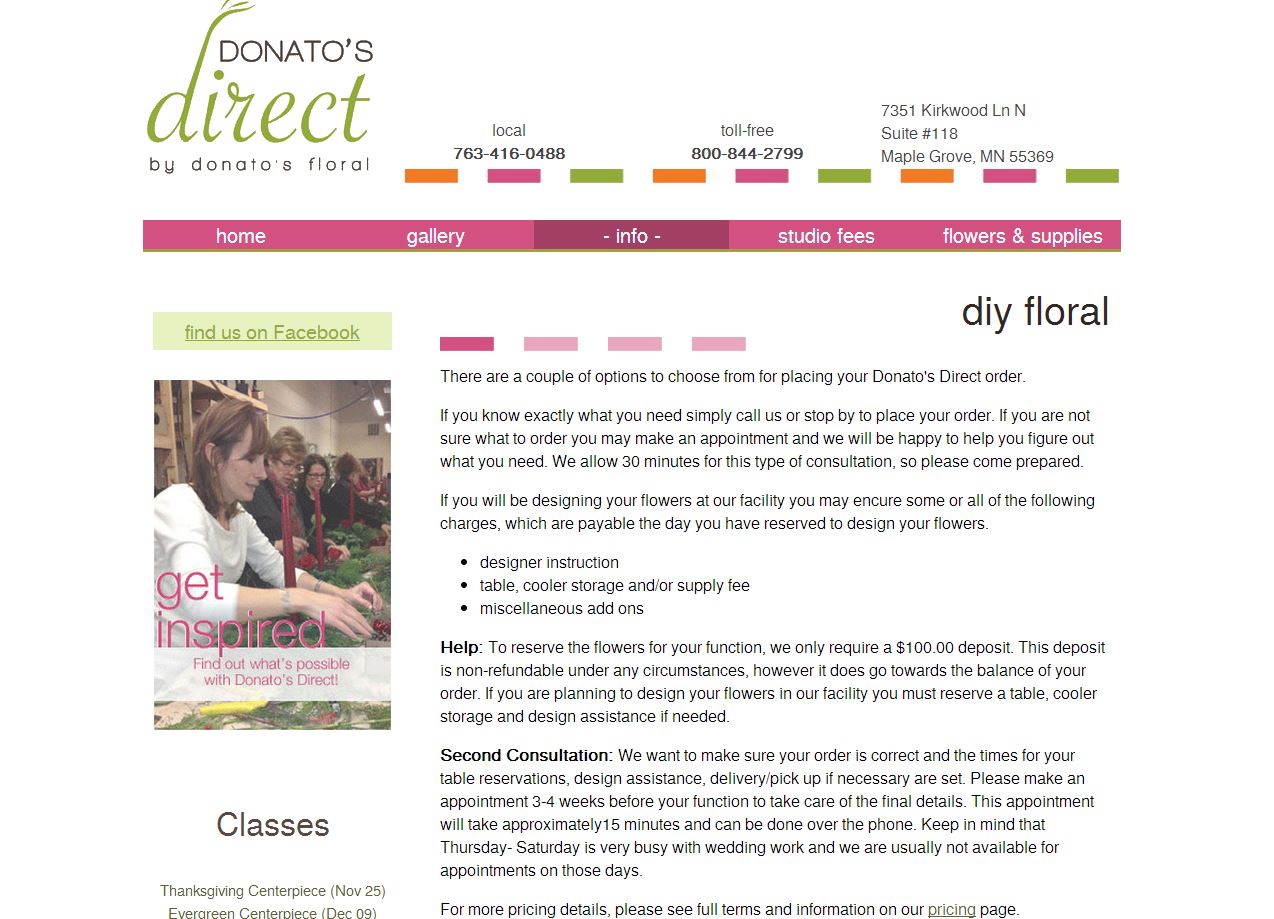 DONATO'S
direct
by donato's floral
local
763-416-0488
toll-free
800-844-2799
7351 Kirkwood Ln N
Suite #118
Maple Grove, MN 55369
home
gallery
- info -
studio fees
flowers & supplies
find us on Facebook
get
inspired
Find out what's possible
with Donato's Direct!
Classes
Thanksgiving Centerpiece (Nov 25)
Evergreen Centerpiece (Dec 09)
diy floral
There are a couple of options to choose from for placing your Donato's Direct order.
If you know exactly what you need simply call us or stop by to place your order. If you are not
sure what to order you may make an appointment and we will be happy to help you figure out
what you need. We allow 30 minutes for this type of consultation, so please come prepared.
If you will be designing your flowers at our facility you may encure some or all of the following
charges, which are payable the day you have reserved to design your flowers.
• designer instruction
• table, cooler storage and/or supply fee
• miscellaneous add ons
Help: To reserve the flowers for your function, we only require a $100.00 deposit. This deposit
is non-refundable under any circumstances, however it does go towards the balance of your
order. If you are planning to design your flowers in our facility you must reserve a table, cooler
storage and design assistance if needed.
Second Consultation: We want to make sure your order is correct and the times for your
table reservations, design assistance, delivery/pick up if necessary are set. Please make an
appointment 3-4 weeks before your function to take care of the final details. This appointment
will take approximately15 minutes and can be done over the phone. Keep in mind that
Thursday- Saturday is very busy with wedding work and we are usually not available for
appointments on those days.
For more pricing details, please see full terms and information on our pricing page.